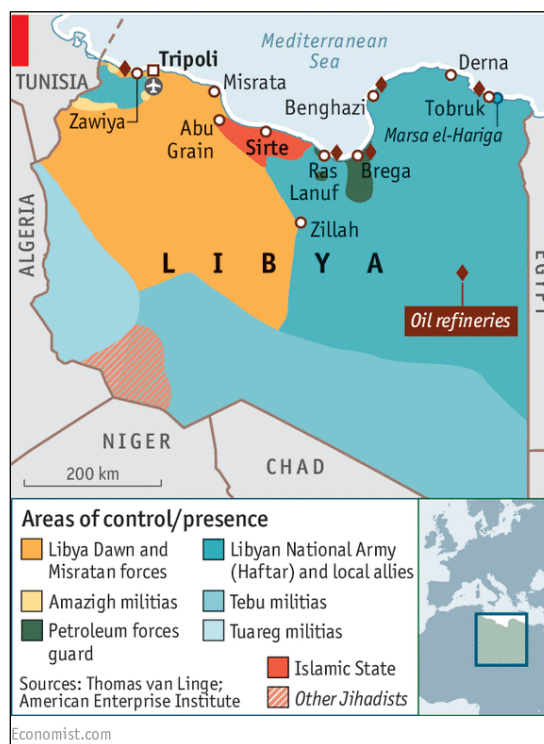 Mediterranean
Sea
TUNISIA
Tripoli
Misrata
Derna
Benghazi
Zawiya
Tobruk
Abu
Grain
Sirte
Marsa el-Hariga
Ras
Lanuf
Brega
ALGERIA
Zillah
LIBYA
EGYPT
Oil refineries
NIGER
CHAD
200 km
Areas of control/presence
Libya Dawn and
Misratan forces
Amazigh militias
Petroleum forces
guard
Libyan National Army
(Haftar) and local allies
Tebu militias
Tuareg militias
Islamic State
Other Jihadists
Sources: Thomas van Linge;
American Enterprise Institute
Economist.com